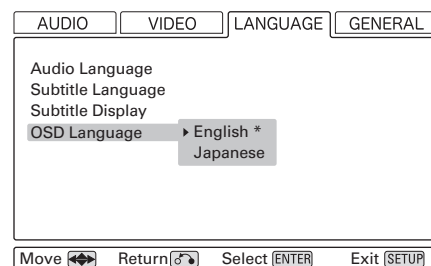 AUDIO VIDEO LANGUAGE GENERAL
Audio Language
Subtitle Language
Subtitle Display
OSD Language English *
Japanese
Move Return Select ENTER Exit SETUP